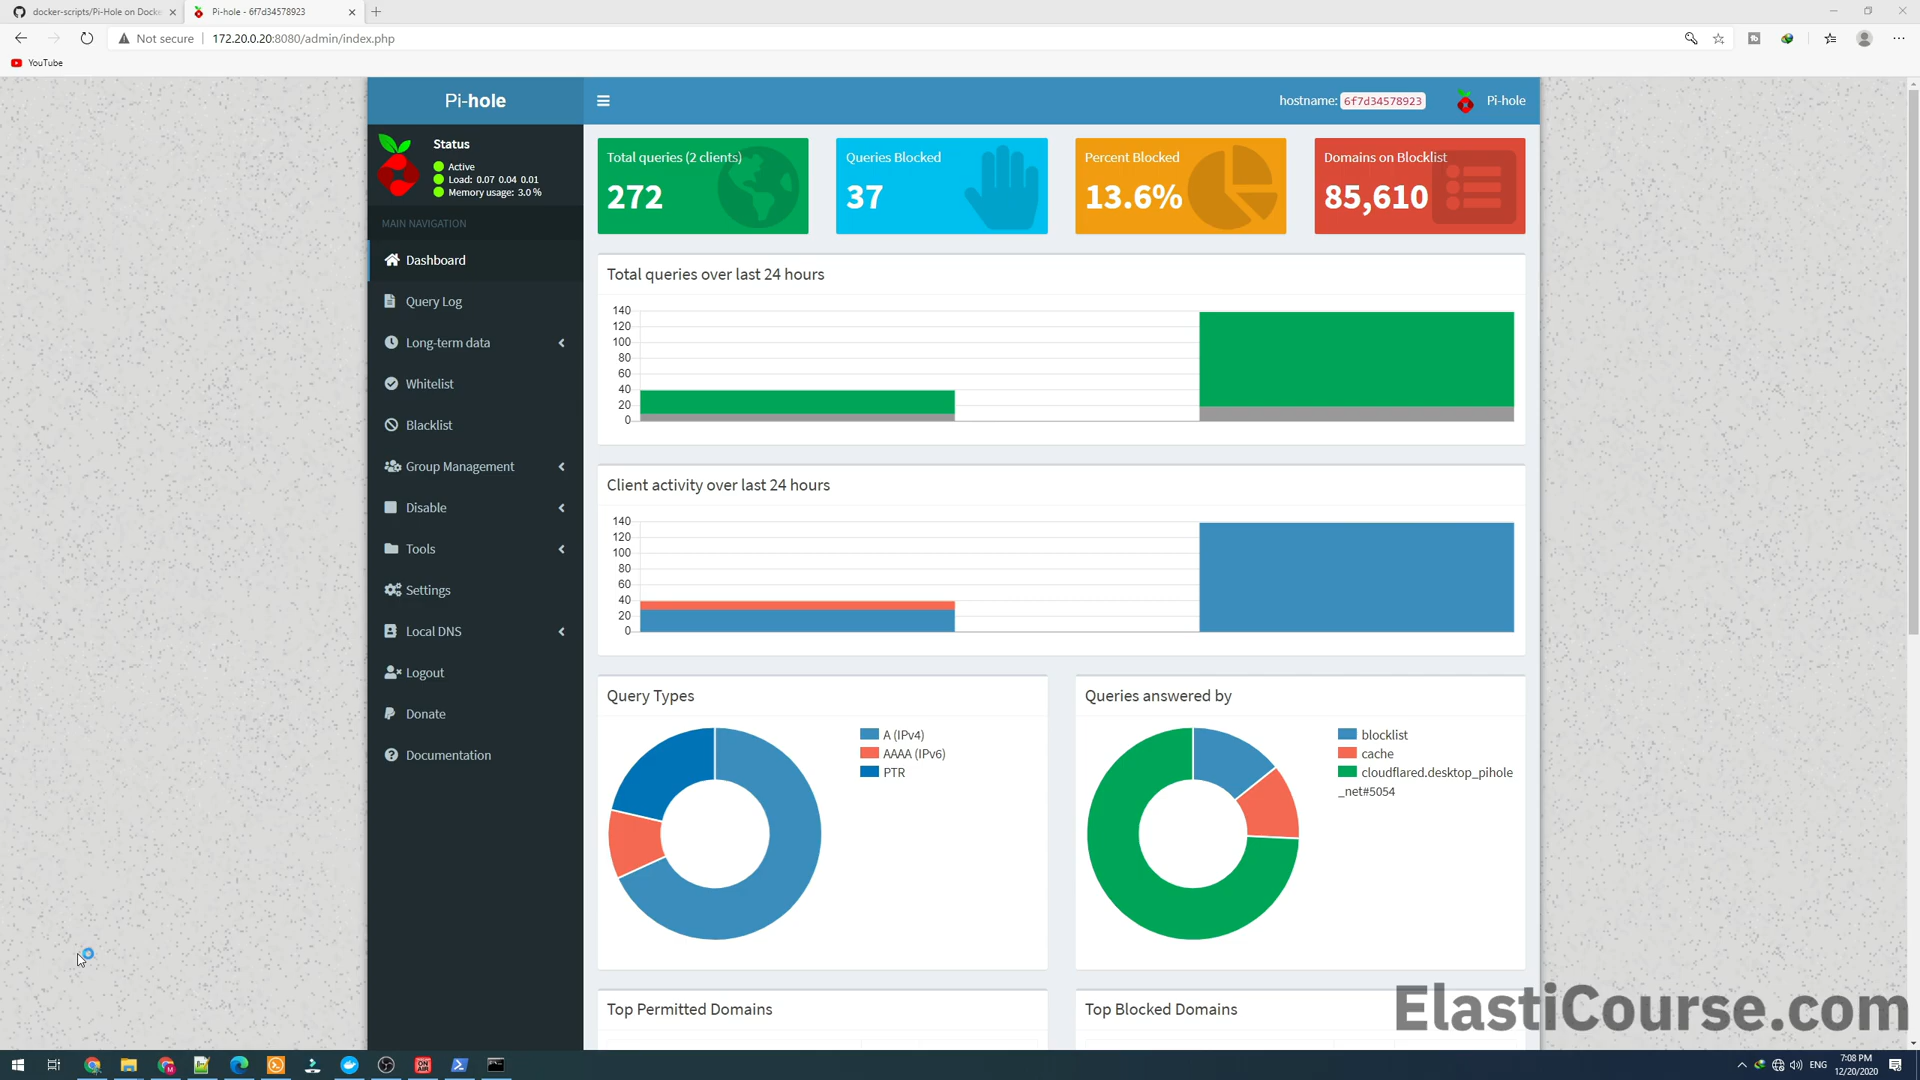 docker-scripts/Pi-Hole on Docke
Pi-hole - 6f7d34578923
Not secure
172.20.0.20:8080/admin/index.php
YouTube
Pi-hole
hostname: 6f7d34578923
Pi-hole
Status
Active
Load: 0.07 0.04 0.01
Memory usage: 3.0 %
MAIN NAVIGATION
Dashboard
Query Log
Long-term data
Whitelist
Blacklist
Group Management
Disable
Tools
Settings
Local DNS
Logout
Donate
Documentation
Total queries (2 clients)
272
Queries Blocked
37
Percent Blocked
13.6%
Domains on Blocklist
85,610
Total queries over last 24 hours
140
120
100
80
60
40
20
0
Client activity over last 24 hours
140
120
100
80
60
40
20
0
Query Types
A (IPv4)
AAAA (IPv6)
PTR
Queries answered by
blocklist
cache
cloudflared.desktop_pihole
_net#5054
Top Permitted Domains
Top Blocked Domains
ElastiCourse.com
ENG
7:08 PM
12/20/2020